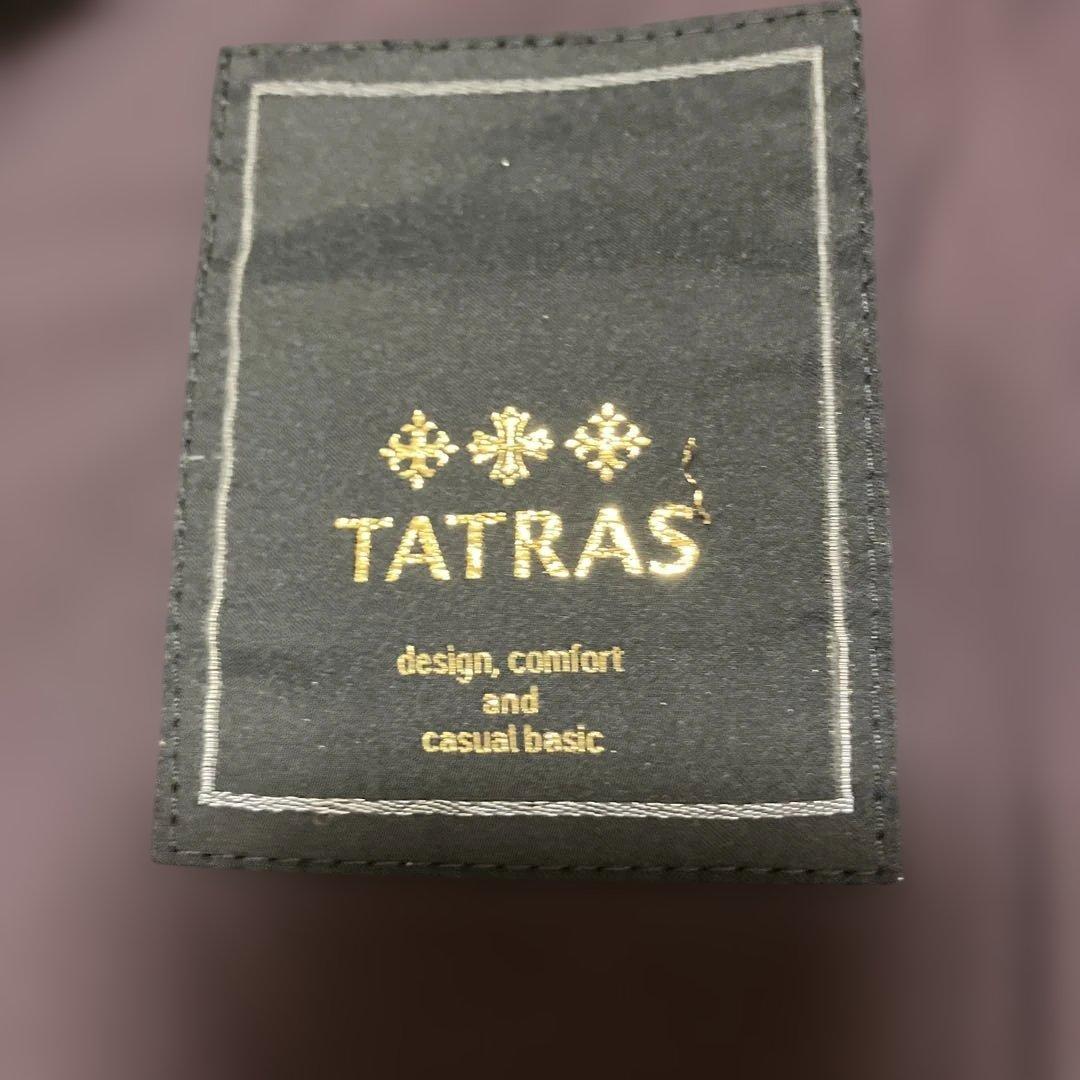 TATRAS
design, comfort
and
casual basic